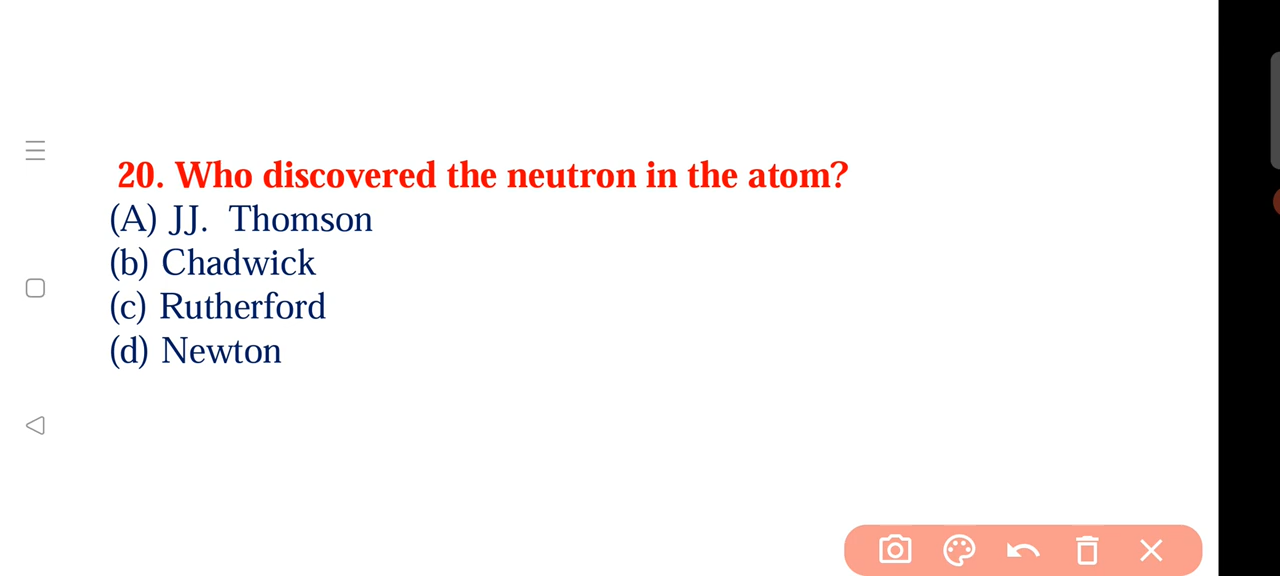 20. Who discovered the neutron in the atom?
(A) JJ.  Thomson
(b) Chadwick
(c) Rutherford
(d) Newton